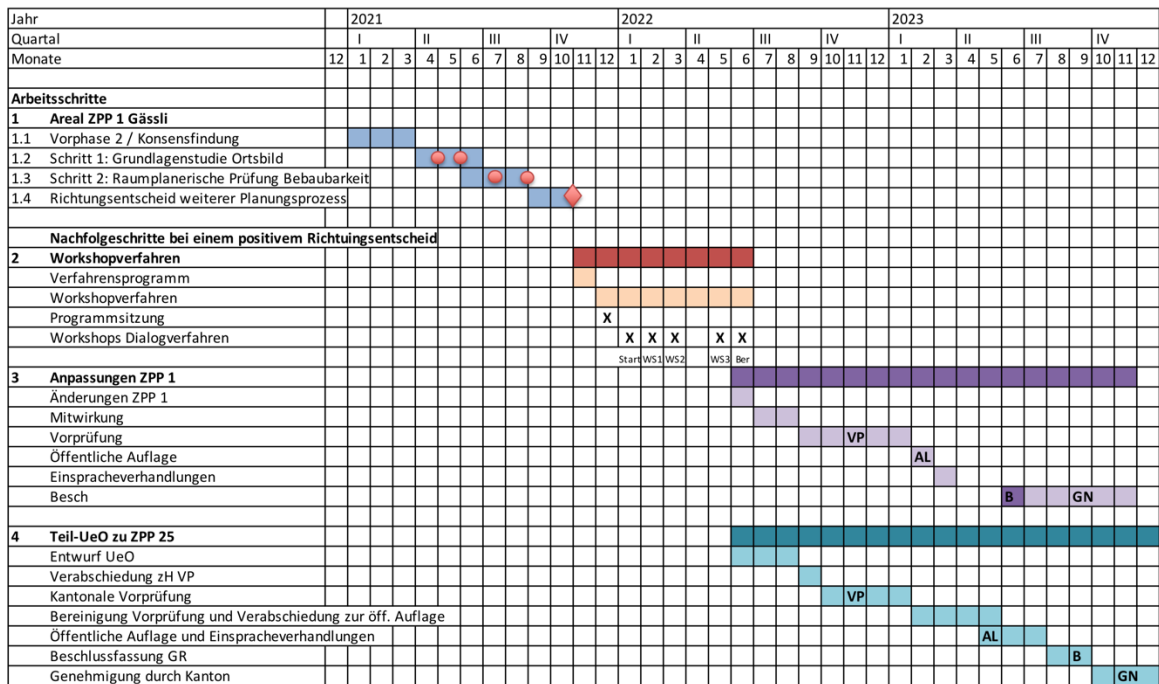 Jahr 2021 2022 2023
Quartal I II III IV I II III IV I II III IV
Monate 12 1 2 3 4 5 6 7 8 9 10 11 12 1 2 3 4 5 6 7 8 9 10 11 12 1 2 3 4 5 6 7 8 9 10 11 12
Arbeitsschritte
1 Areal ZPP 1 Gässli
1.1 Vorphase 2 / Konsensfindung
1.2 Schritt 1: Grundlagenstudie Ortsbild
1.3 Schritt 2: Raumplanerische Prüfung Bebaubarkeit
1.4 Richtungsentscheid weiterer Planungsprozess
Nachfolgeschritte bei einem positivem Richtuingsentscheid
2 Workshopverfahren
Verfahrensprogramm
Workshopverfahren
Programmsitzung X
Workshops Dialogverfahren X X X X X
Start WS1 WS2 WS3 Ber
3 Anpassungen ZPP 1
Änderungen ZPP 1
Mitwirkung
Vorprüfung VP
Öffentliche Auflage AL
Einspracheverhandlungen
Besch B GN
4 Teil-UeO zu ZPP 25
Entwurf UeO
Verabschiedung zH VP
Kantonale Vorprüfung VP
Bereinigung Vorprüfung und Verabschiedung zur öff. Auflage
Öffentliche Auflage und Einspracheverhandlungen AL
Beschlussfassung GR B
Genehmigung durch Kanton GN